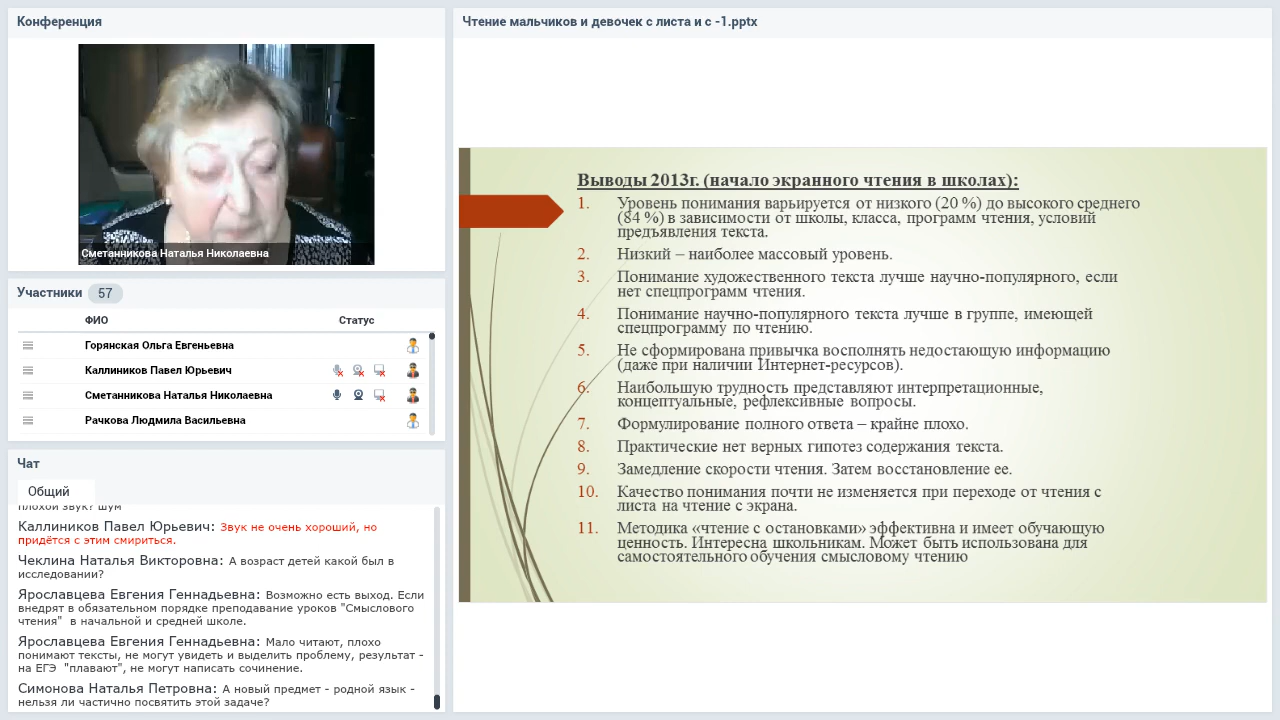 Конференция
Сметанникова Наталья Николаевна
Участники 57
ФИО Статус
Горянская Ольга Евгеньевна
Каллиников Павел Юрьевич
Сметанникова Наталья Николаевна
Рачкова Людмила Васильевна
Чат
Общий
плохой звук? шум
Каллиников Павел Юрьевич: Звук не очень хороший, но
придётся с этим смириться.
Чеклина Наталья Викторовна: А возраст детей какой был в
исследовании?
Ярославцева Евгения Геннадьевна: Возможно есть выход. Если
внедрят в обязательном порядке преподавание уроков "Смыслового
чтения" в начальной и средней школе.
Ярославцева Евгения Геннадьевна: Мало читают, плохо
понимают тексты, не могут увидеть и выделить проблему, результат -
на ЕГЭ "плавают", не могут написать сочинение.
Симонова Наталья Петровна: А новый предмет - родной язык -
нельзя ли частично посвятить этой задаче?
Чтение мальчиков и девочек с листа и с -1.pptx
Выводы 2013г. (начало экранного чтения в школах):
1. Уровень понимания варьируется от низкого (20 %) до высокого среднего
(84 %) в зависимости от школы, класса, программ чтения, условий
предъявления текста.
2. Низкий – наиболее массовый уровень.
3. Понимание художественного текста лучше научно-популярного, если
нет спецпрограмм чтения.
4. Понимание научно-популярного текста лучше в группе, имеющей
спецпрограмму по чтению.
5. Не сформирована привычка восполнять недостающую информацию
(даже при наличии Интернет-ресурсов).
6. Наибольшую трудность представляют интерпретационные,
концептуальные, рефлексивные вопросы.
7. Формулирование полного ответа – крайне плохо.
8. Практические нет верных гипотез содержания текста.
9. Замедление скорости чтения. Затем восстановление ее.
10. Качество понимания почти не изменяется при переходе от чтения с
листа на чтение с экрана.
11. Методика «чтение с остановками» эффективна и имеет обучающую
ценность. Интересна школьникам. Может быть использована для
самостоятельного обучения смысловому чтению